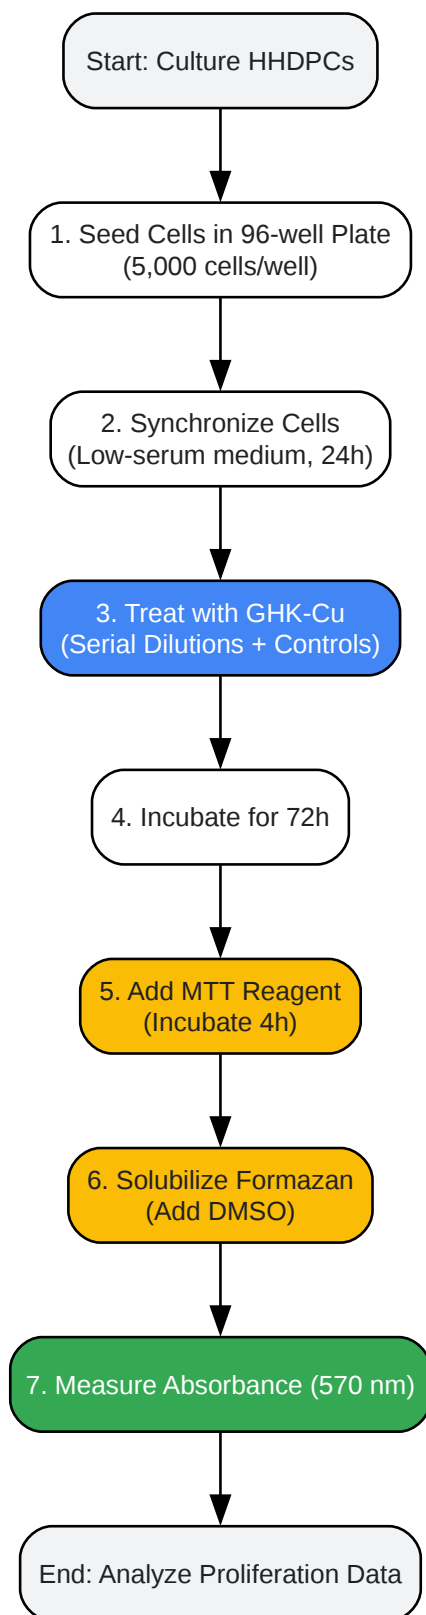 Start: Culture HHDPCs
1. Seed Cells in 96-well Plate
(5,000 cells/well)
2. Synchronize Cells
(Low-serum medium, 24h)
3. Treat with GHK-Cu
(Serial Dilutions + Controls)
4. Incubate for 72h
5. Add MTT Reagent
(Incubate 4h)
6. Solubilize Formazan
(Add DMSO)
7. Measure Absorbance (570 nm)
End: Analyze Proliferation Data